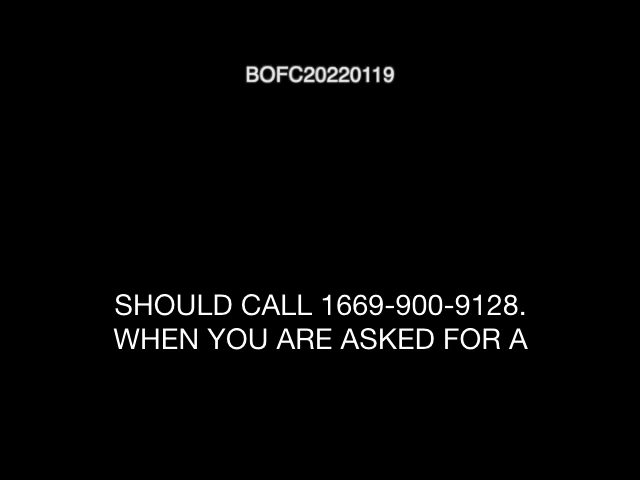 BOFC20220119
SHOULD CALL 1669-900-9128.
WHEN YOU ARE ASKED FOR A